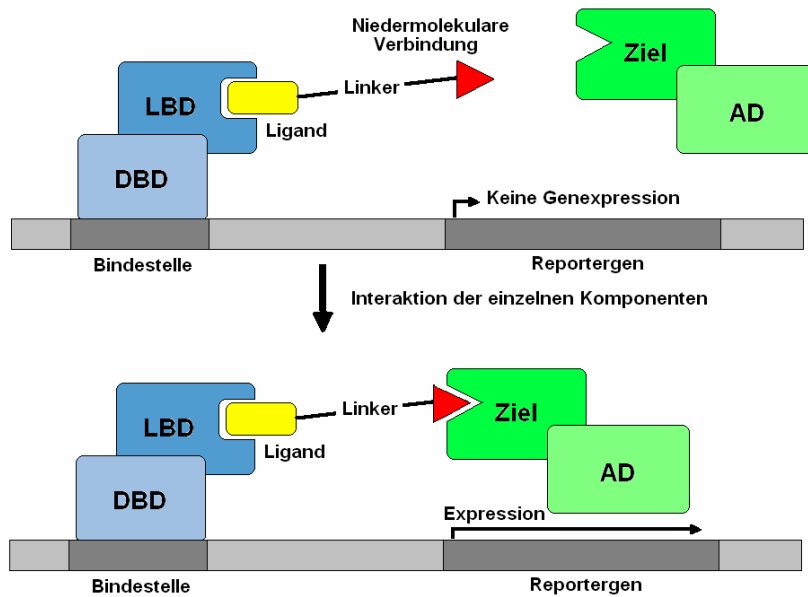 Niedermolekulare
Verbindung
Ziel
LBD
Linker
AD
Ligand
DBD
Keine Genexpression
Bindestelle
Reportergen
Interaktion der einzelnen Komponenten
LBD
Linker
Ziel
Ligand
AD
DBD
Expression
Bindestelle
Reportergen